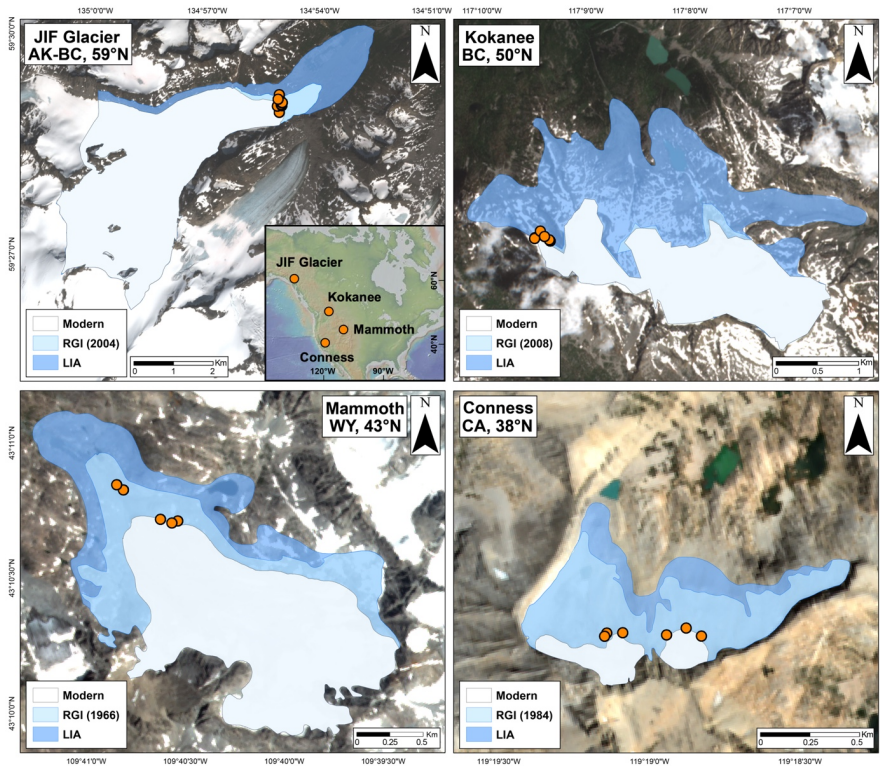 135°0'0"W
134°57'0"W
134°54'0"W
134°51'0"W
117°10'0"W
117°9'0"W
117°8'0"W
117°7'0"W
59°30'0"N
59°27'0"N
JIF Glacier
AK-BC, 59°N
N
Modern
RGI (2004)
LIA
0 1 2
Km
JIF Glacier
Kokanee
Mammoth
Conness
60°N
40°N
120°W
90°W
Kokanee
BC, 50°N
N
Modern
RGI (2008)
LIA
0 0.5 1
Km
43°11'0"N
43°10'30"N
43°10'0"N
Mammoth
WY, 43°N
N
Modern
RGI (1966)
LIA
0 0.25 0.5
Km
Conness
CA, 38°N
N
Modern
RGI (1984)
LIA
0 0.25 0.5
Km
109°41'0"W
109°40'30"W
109°40'0"W
109°39'30"W
119°19'30"W
119°19'0"W
119°18'30"W